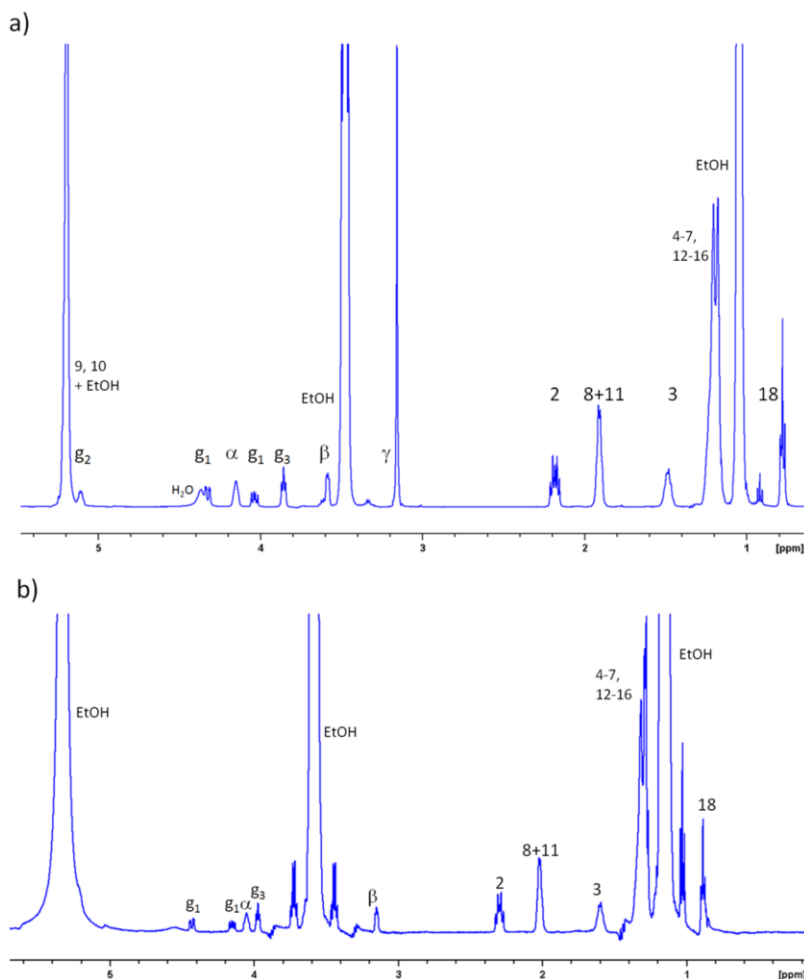 a)
EtOH
4-7,
12-16
9, 10
+ EtOH
EtOH
2
8+11
3
18
g2
g1
α
g1
g3
β
γ
H2O
5
4
3
2
1
[ppm]
b)
EtOH
EtOH
EtOH
4-7,
12-16
18
8+11
2
3
g1
g1
α
g3
β
5
4
3
2
1
[ppm]